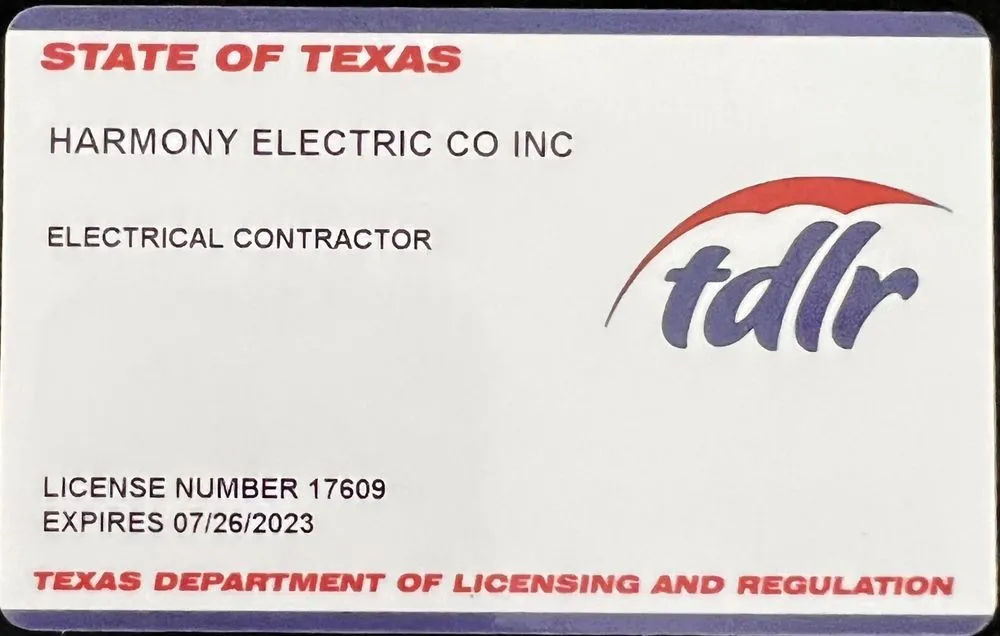 STATE OF TEXAS
HARMONY ELECTRIC CO INC
ELECTRICAL CONTRACTOR
tdlr
LICENSE NUMBER 17609
EXPIRES 07/26/2023
TEXAS DEPARTMENT OF LICENSING AND REGULATION